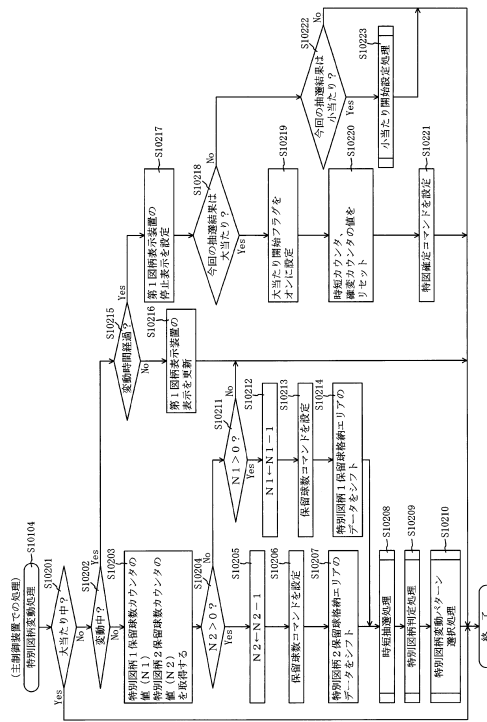 (主制御装置での処理)
特別図柄変動処理
S10104
S10201
大当たり中?
Yes
No
S10202
変動中?
Yes
No
S10203
特別図柄1保留球数カウンタの
値(N1)
特別図柄2保留球数カウンタの
値(N2)
を取得する
S10204
N2>0?
No
Yes
S10205
N2←N2-1
S10206
保留球数コマンドを設定
S10207
特別図柄2保留球格納エリアの
データをシフト
S10211
N1>0?
No
Yes
S10212
N1←N1-1
S10213
保留球数コマンドを設定
S10214
特別図柄1保留球格納エリアの
データをシフト
S10208
時短抽選処理
S10209
特別図柄判定処理
S10210
特別図柄変動パターン
選択処理
S10215
変動時間経過?
Yes
No
S10216
第1図柄表示装置の
表示を更新
S10217
第1図柄表示装置の
停止表示を設定
S10218
今回の抽選結果は
大当たり?
No
Yes
S10219
大当たり開始フラグを
オンに設定
S10220
時短カウンタ、
確変カウンタの値を
リセット
S10221
特図確定コマンドを設定
S10222
今回の抽選結果は
小当たり?
No
Yes
S10223
小当たり開始設定処理